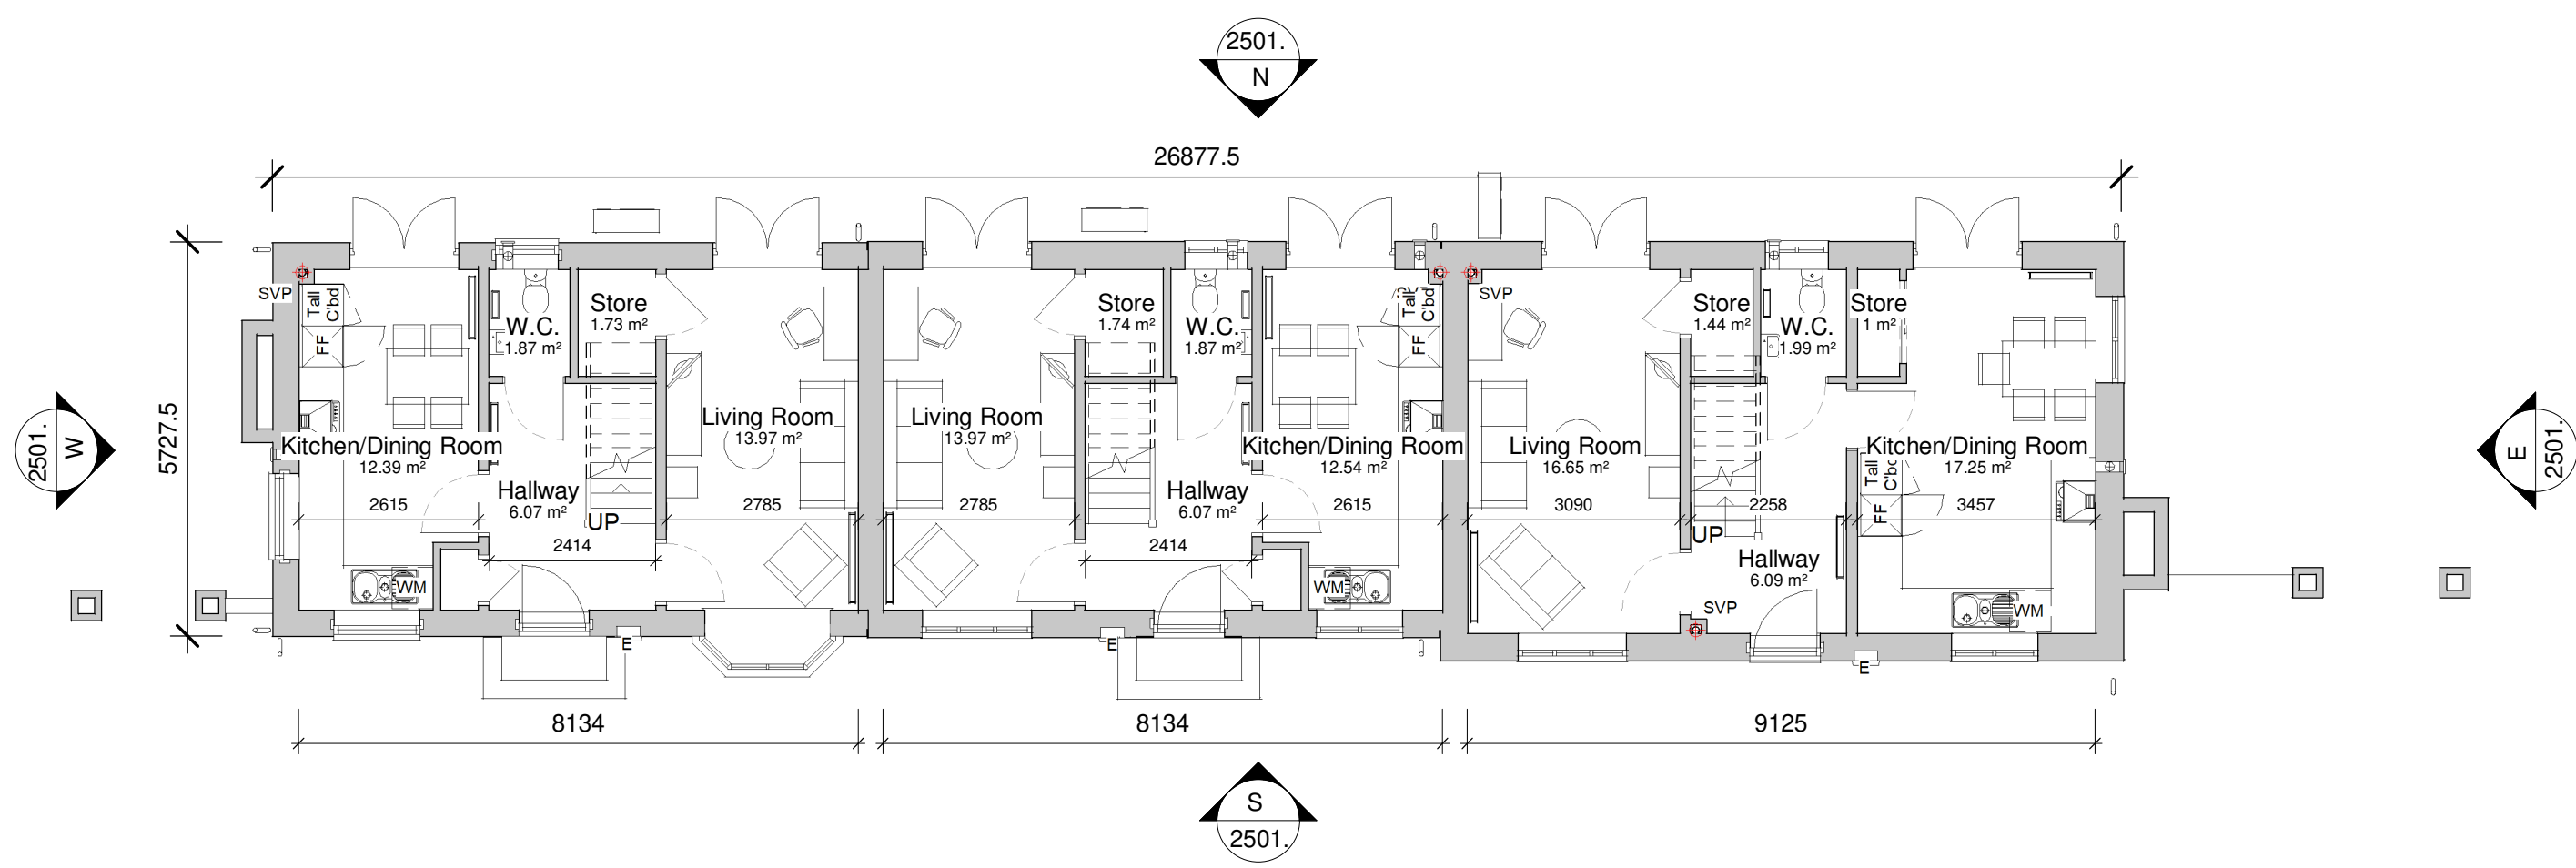 2501.
N
26877.5
5727.5
2501.
W
E
2501.
SVP
Tall
C'bd
FF
W.C.
1.87 m²
Store
1.73 m²
Living Room
13.97 m²
Kitchen/Dining Room
12.39 m²
2615
Hallway
6.07 m²
UP
2414
2785
WM
E
Living Room
13.97 m²
2785
Store
1.74 m²
W.C.
1.87 m²
Tall
C'bd
FF
Kitchen/Dining Room
12.54 m²
Hallway
6.07 m²
2615
2414
WM
E
SVP
Store
1.44 m²
W.C.
1.99 m²
Store
1 m²
Living Room
16.65 m²
Kitchen/Dining Room
17.25 m²
Tall
C'bd
FF
3090
2258
3457
UP
Hallway
6.09 m²
SVP
WM
E
8134
8134
9125
S
2501.